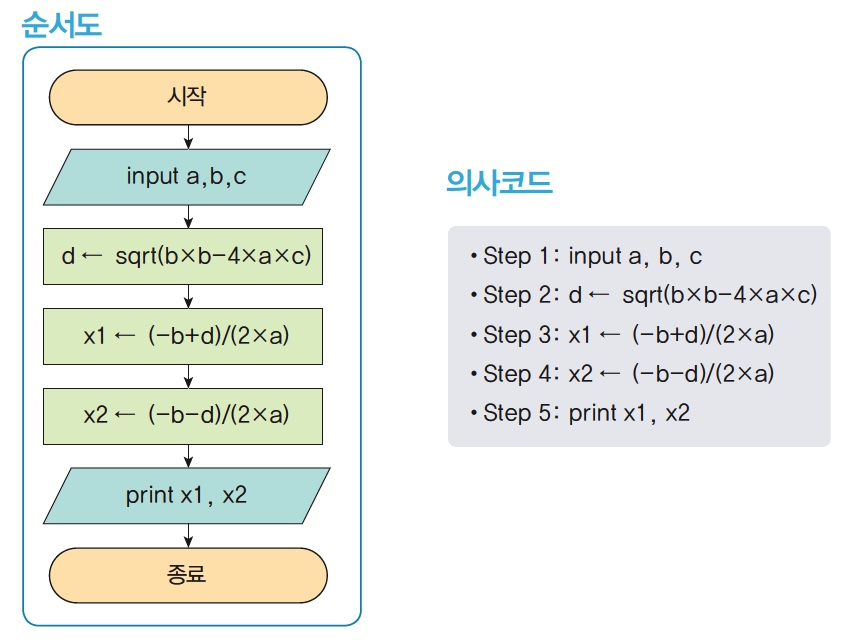 순서도
시작
input a,b,c
d ← sqrt(b×b-4×a×c)
x1 ← (-b+d)/(2×a)
x2 ← (-b-d)/(2×a)
print x1, x2
종료
의사코드
• Step 1: input a, b, c
• Step 2: d ← sqrt(b×b-4×a×c)
• Step 3: x1 ← (-b+d)/(2×a)
• Step 4: x2 ← (-b-d)/(2×a)
• Step 5: print x1, x2